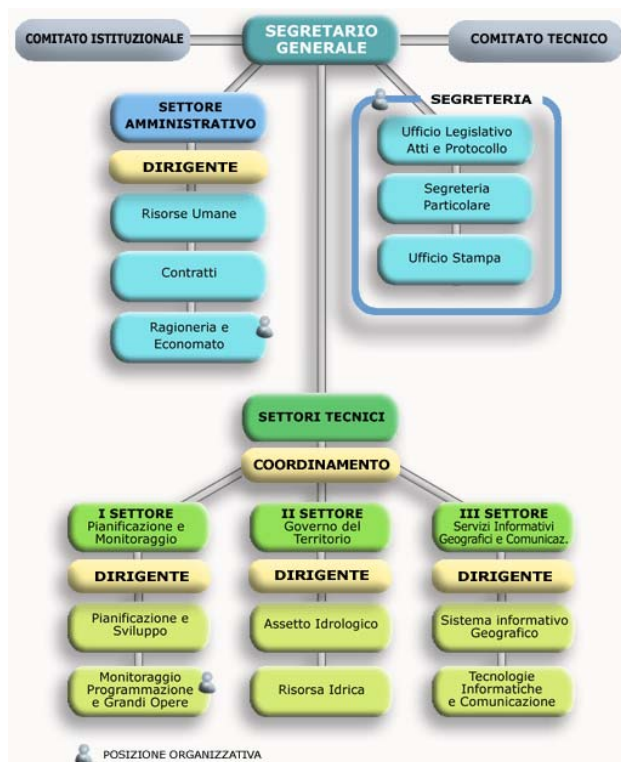 COMITATO ISTITUZIONALE
SEGRETARIO
GENERALE
COMITATO TECNICO
SETTORE
AMMINISTRATIVO
DIRIGENTE
Risorse Umane
Contratti
Ragioneria e
Economato
SEGRETERIA
Ufficio Legislativo
Atti e Protocollo
Segreteria
Particolare
Ufficio Stampa
SETTORI TECNICI
COORDINAMENTO
I SETTORE
Pianificazione e
Monitoraggio
DIRIGENTE
Pianificazione e
Sviluppo
Monitoraggio
Programmazione
e Grandi Opere
II SETTORE
Governo del
Territorio
DIRIGENTE
Assetto Idrologico
Risorsa Idrica
III SETTORE
Servizi Informativi
Geografici e Comunicaz.
DIRIGENTE
Sistema informativo
Geografico
Tecnologie
Informatiche
e Comunicazione
POSIZIONE ORGANIZZATIVA